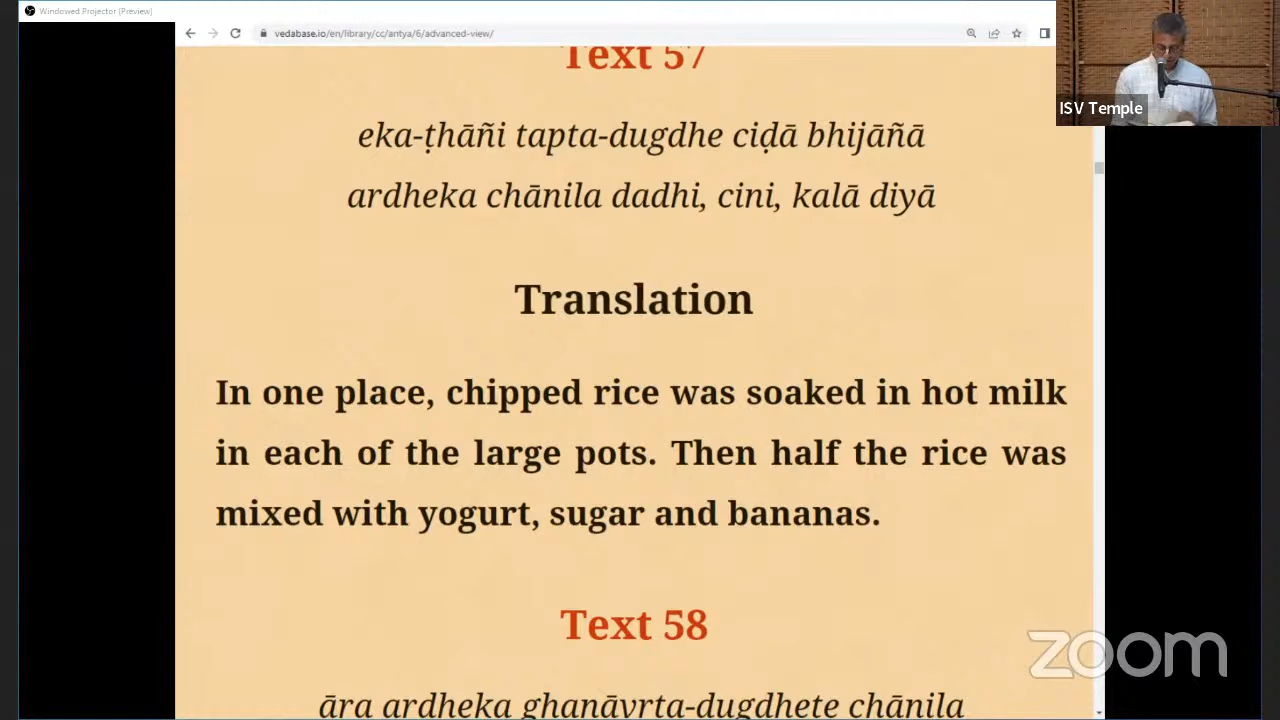 Windowed Projector [Preview]
vedabase.io/en/library/cc/antya/6/advanced-view/
Text 57
ISV Temple
eka-ṭhāñi tapta-dugdhe ciḍā bhijāñā
ardheka chānila dadhi, cini, kalā diyā
Translation
In one place, chipped rice was soaked in hot milk
in each of the large pots. Then half the rice was
mixed with yogurt, sugar and bananas.
Text 58
zoom
āra ardheka ghanāvṛta-dugdhete chānila